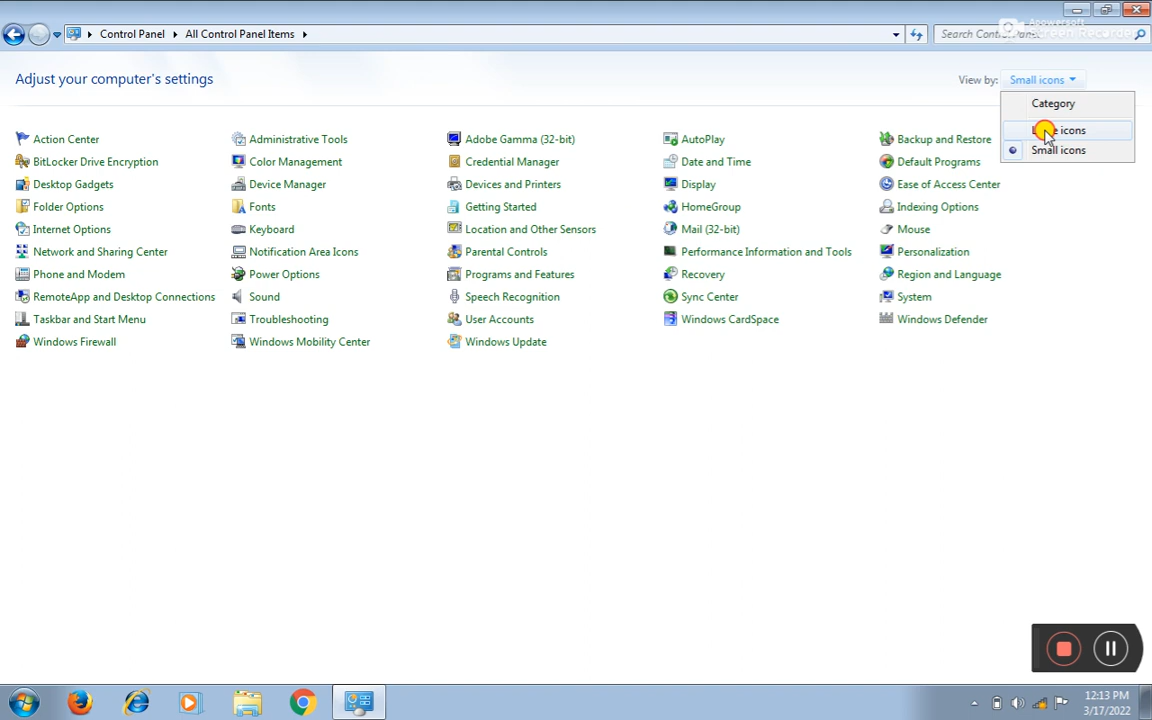 Control Panel All Control Panel Items
Search Cont
Screen Recorder
Adjust your computer's settings
View by: Small icons
Category
icons
Small icons
Action Center Administrative Tools Adobe Gamma (32-bit) AutoPlay Backup and Restore
BitLocker Drive Encryption Color Management Credential Manager Date and Time Default Programs
Desktop Gadgets Device Manager Devices and Printers Display Ease of Access Center
Folder Options Fonts Getting Started HomeGroup Indexing Options
Internet Options Keyboard Location and Other Sensors Mail (32-bit) Mouse
Network and Sharing Center Notification Area Icons Parental Controls Performance Information and Tools Personalization
Phone and Modem Power Options Programs and Features Recovery Region and Language
RemoteApp and Desktop Connections Sound Speech Recognition Sync Center System
Taskbar and Start Menu Troubleshooting User Accounts Windows CardSpace Windows Defender
Windows Firewall Windows Mobility Center Windows Update
12:13 PM
3/17/2022